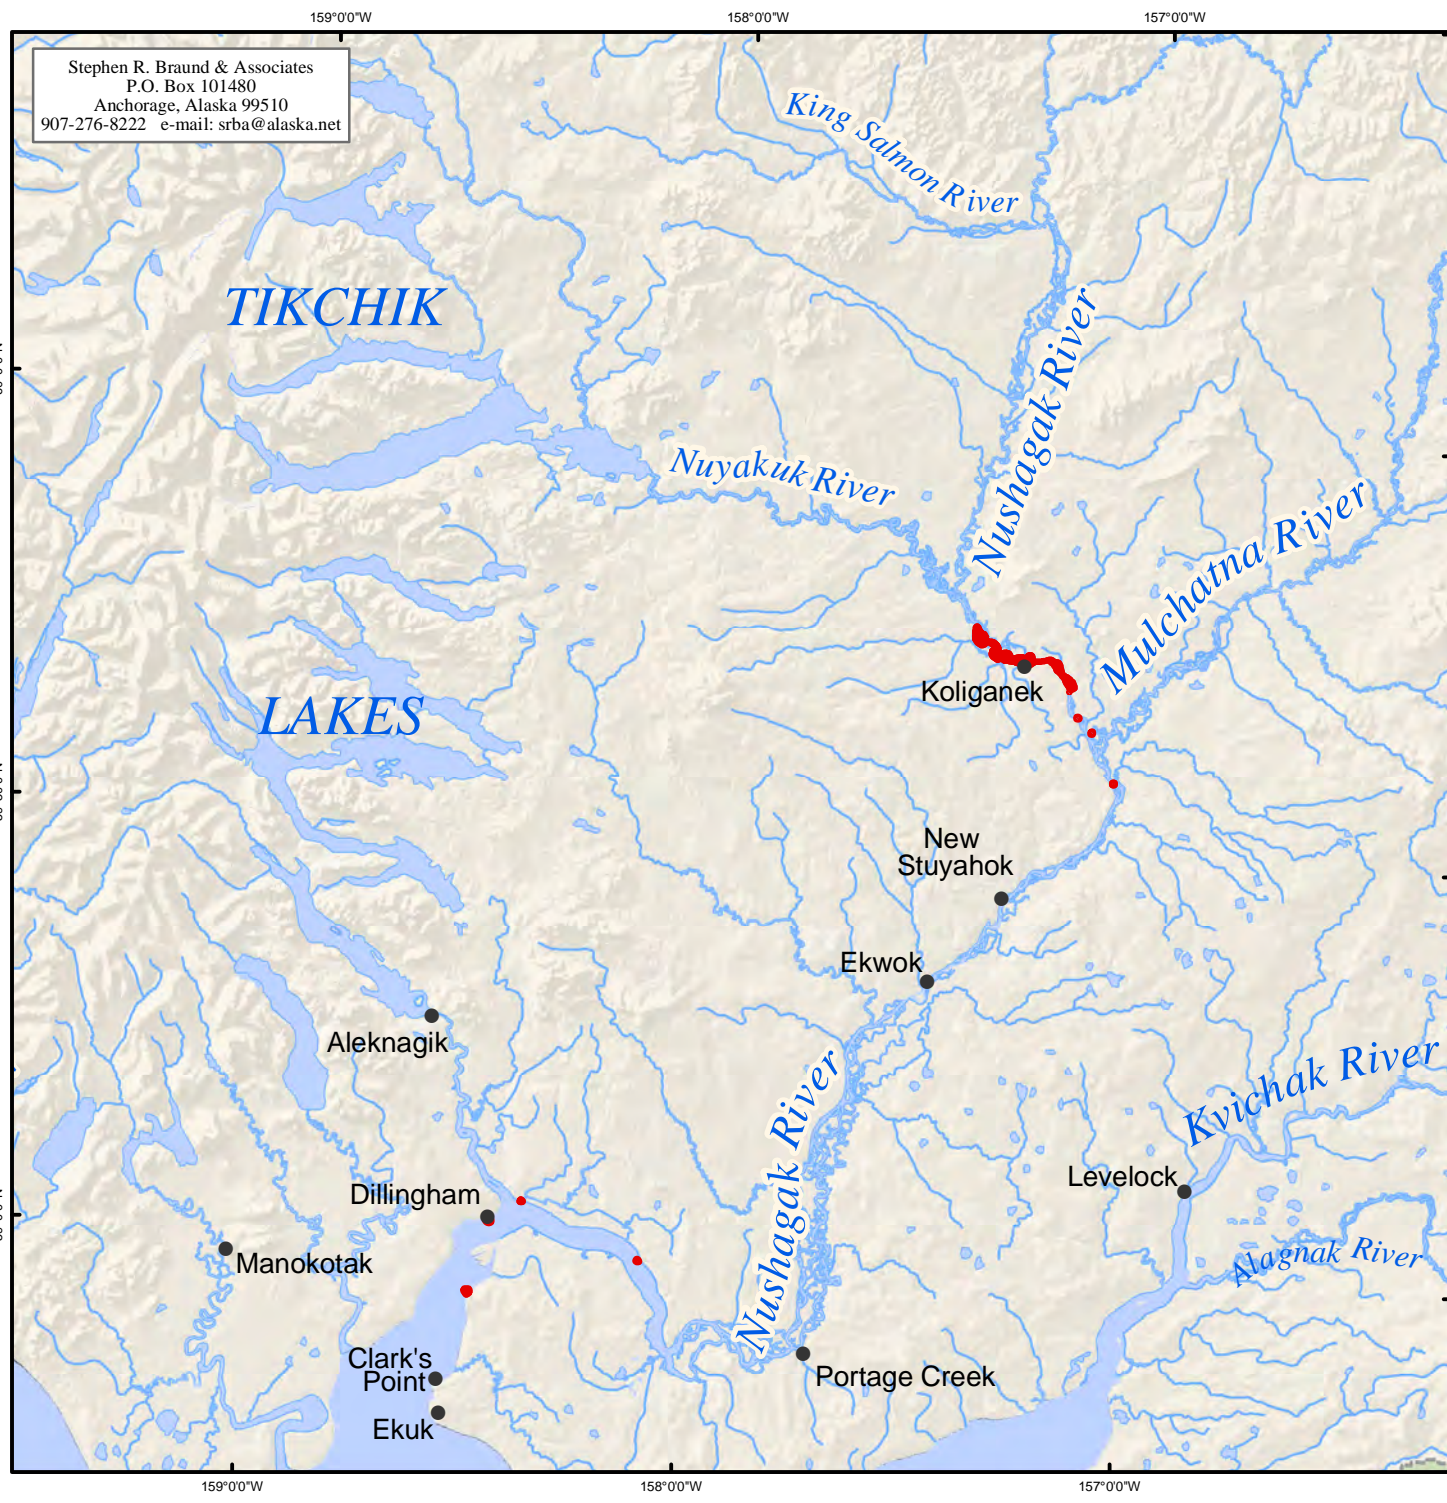 159°0'0"W
158°0'0"W
157°0'0"W
Stephen R. Braund & Associates
P.O. Box 101480
Anchorage, Alaska 99510
907-276-8222 e-mail: srba@alaska.net
King Salmon River
TIKCHIK
Nushagak River
Nuyakuk River
Mulchatna River
Koliganek
LAKES
New
Stuyahok
Ekwok
Aleknagik
Nushagak River
Kvichak River
Levelock
Dillingham
Manokotak
Alagnak River
Clark's
Point
Portage Creek
Ekuk
159°0'0"W
158°0'0"W
157°0'0"W